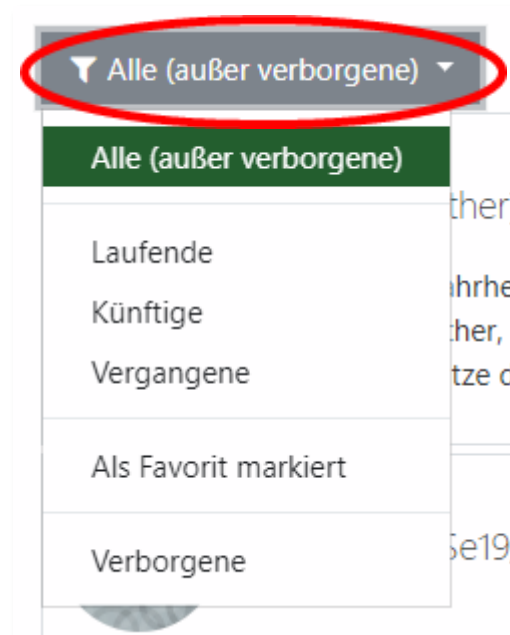 Alle (außer verborgene)
Alle (außer verborgene)
Laufende
Künftige
Vergangene
Als Favorit markiert
Verborgene